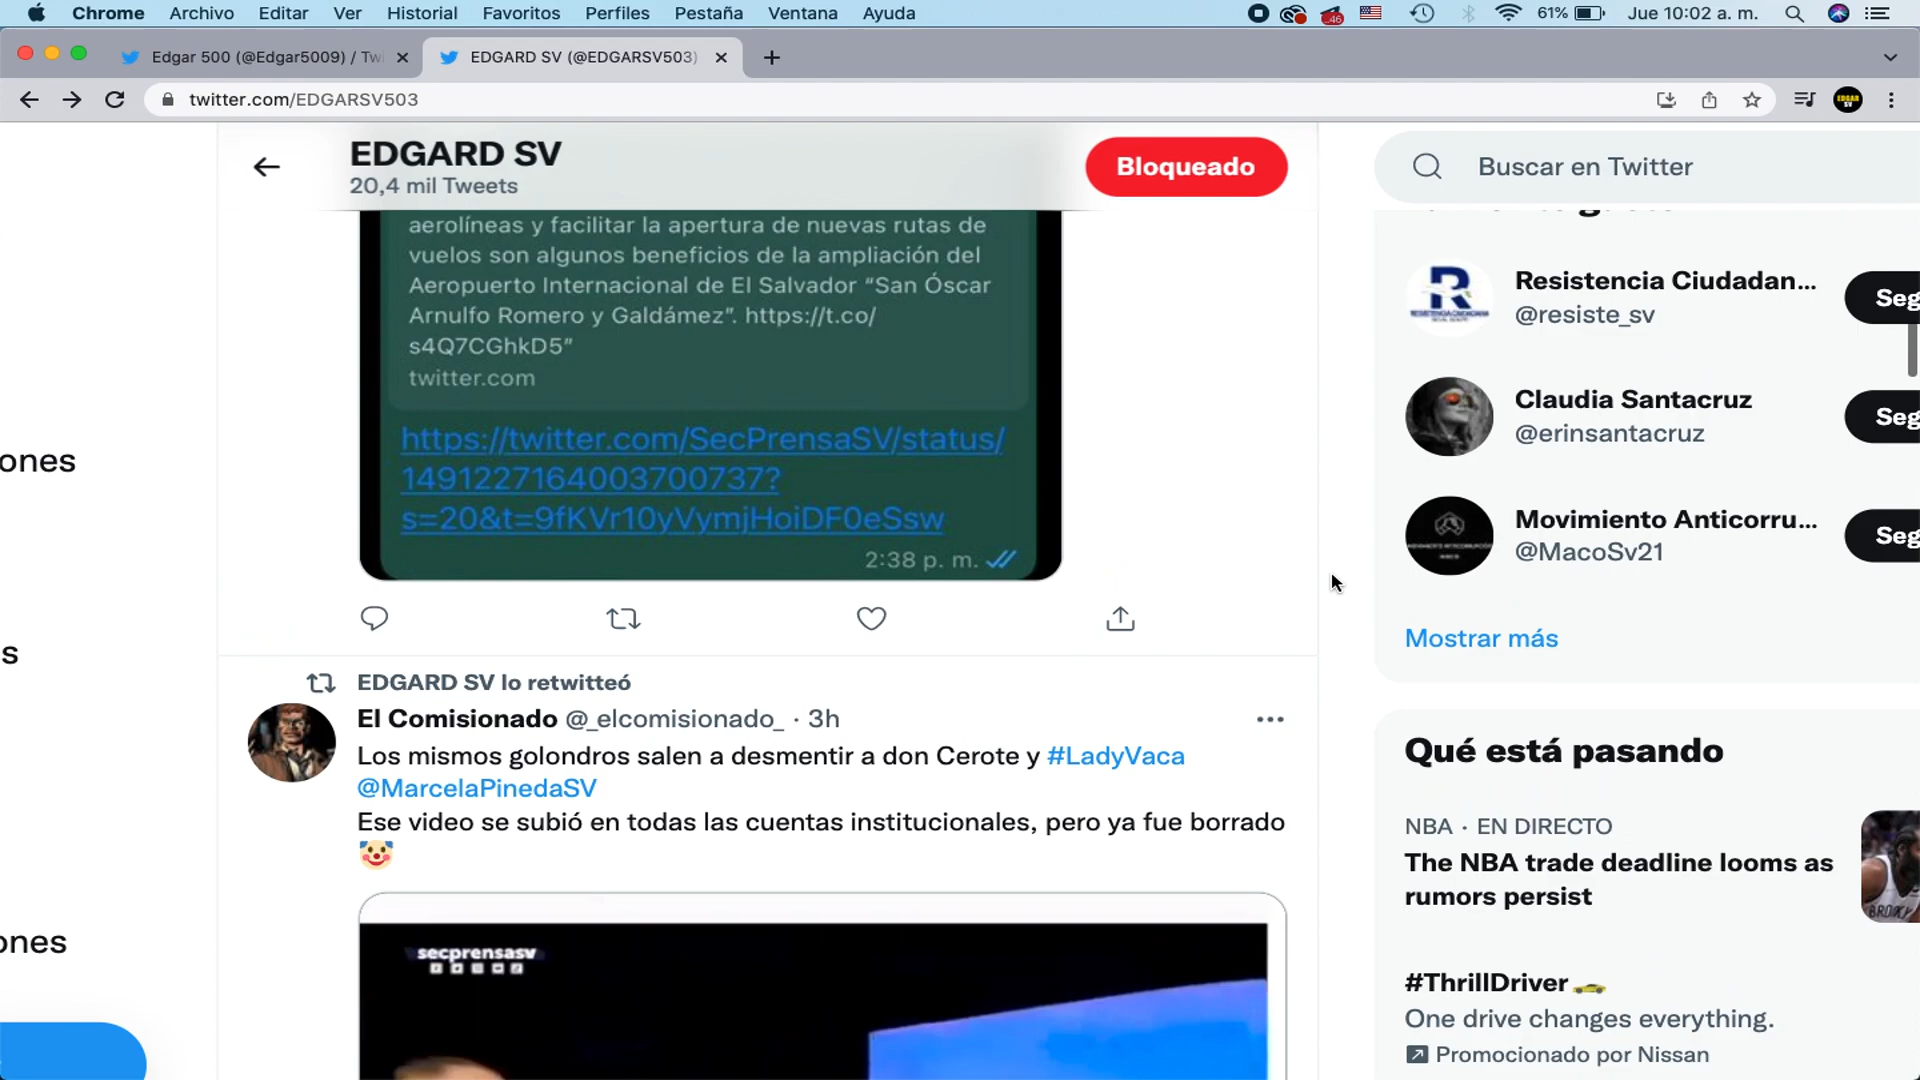 Chrome Archivo Editar Ver Historial Favoritos Perfiles Pestaña Ventana Ayuda
46 61% Jue 10:02 a. m.
Edgar 500 (@Edgar5009) / Tw
EDGARD SV (@EDGARSV503)
twitter.com/EDGARSV503
EDGAR SV
EDGARD SV
20,4 mil Tweets
Bloqueado
Buscar en Twitter
aerolíneas y facilitar la apertura de nuevas rutas de
vuelos son algunos beneficios de la ampliación del
Aeropuerto Internacional de El Salvador “San Óscar
Arnulfo Romero y Galdámez”. https://t.co/
s4Q7CGhkD5”
twitter.com
https://twitter.com/SecPrensaSV/status/
1491227164003700737?
s=20&t=9fKVr10yVymjHoiDF0eSsw
2:38 p. m.
ones
s
ones
EDGARD SV lo retwitteó
El Comisionado @_elcomisionado_ · 3h
Los mismos golondros salen a desmentir a don Cerote y #LadyVaca
@MarcelaPinedaSV
Ese video se subió en todas las cuentas institucionales, pero ya fue borrado
secprensasv
Resistencia Ciudadan...
@resiste_sv
Seg
Claudia Santacruz
@erinsantacruz
Seg
Movimiento Anticorru...
@MacoSv21
Seg
Mostrar más
Qué está pasando
NBA · EN DIRECTO
The NBA trade deadline looms as
rumors persist
#ThrillDriver
One drive changes everything.
Promocionado por Nissan